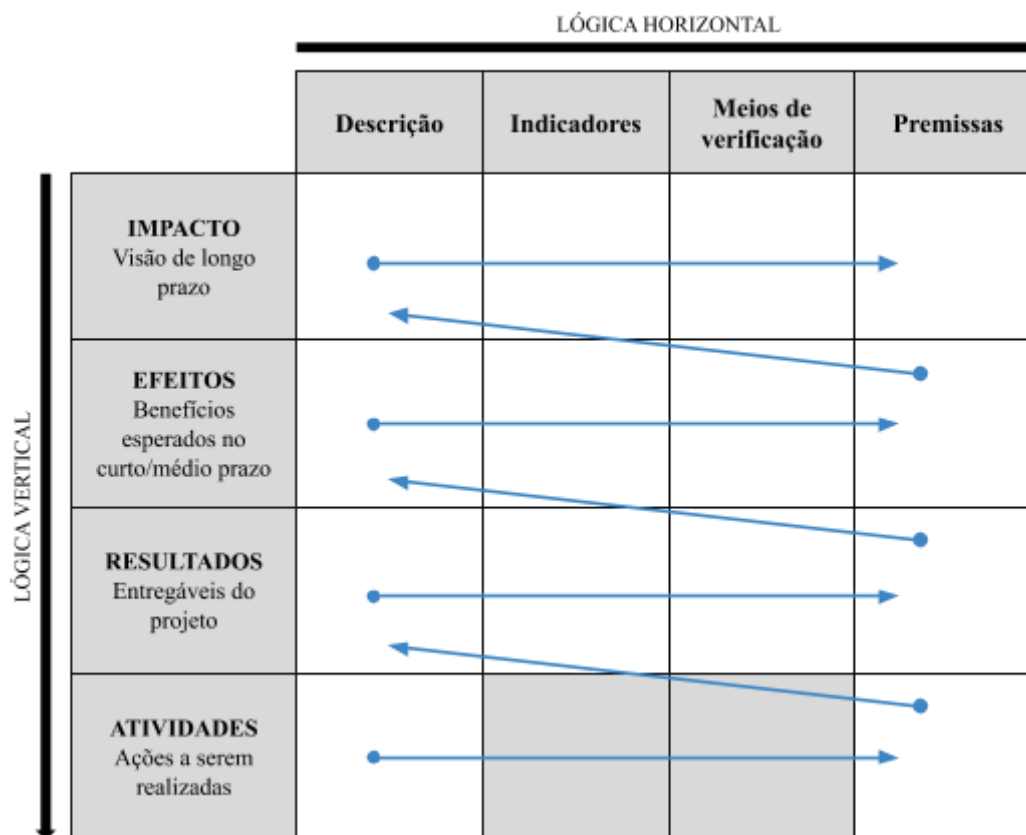 LÓGICA HORIZONTAL
Descrição
Indicadores
Meios de
verificação
Premissas
LÓGICA VERTICAL
IMPACTO
Visão de longo
prazo
EFEITOS
Benefícios
esperados no
curto/médio prazo
RESULTADOS
Entregáveis do
projeto
ATIVIDADES
Ações a serem
realizadas